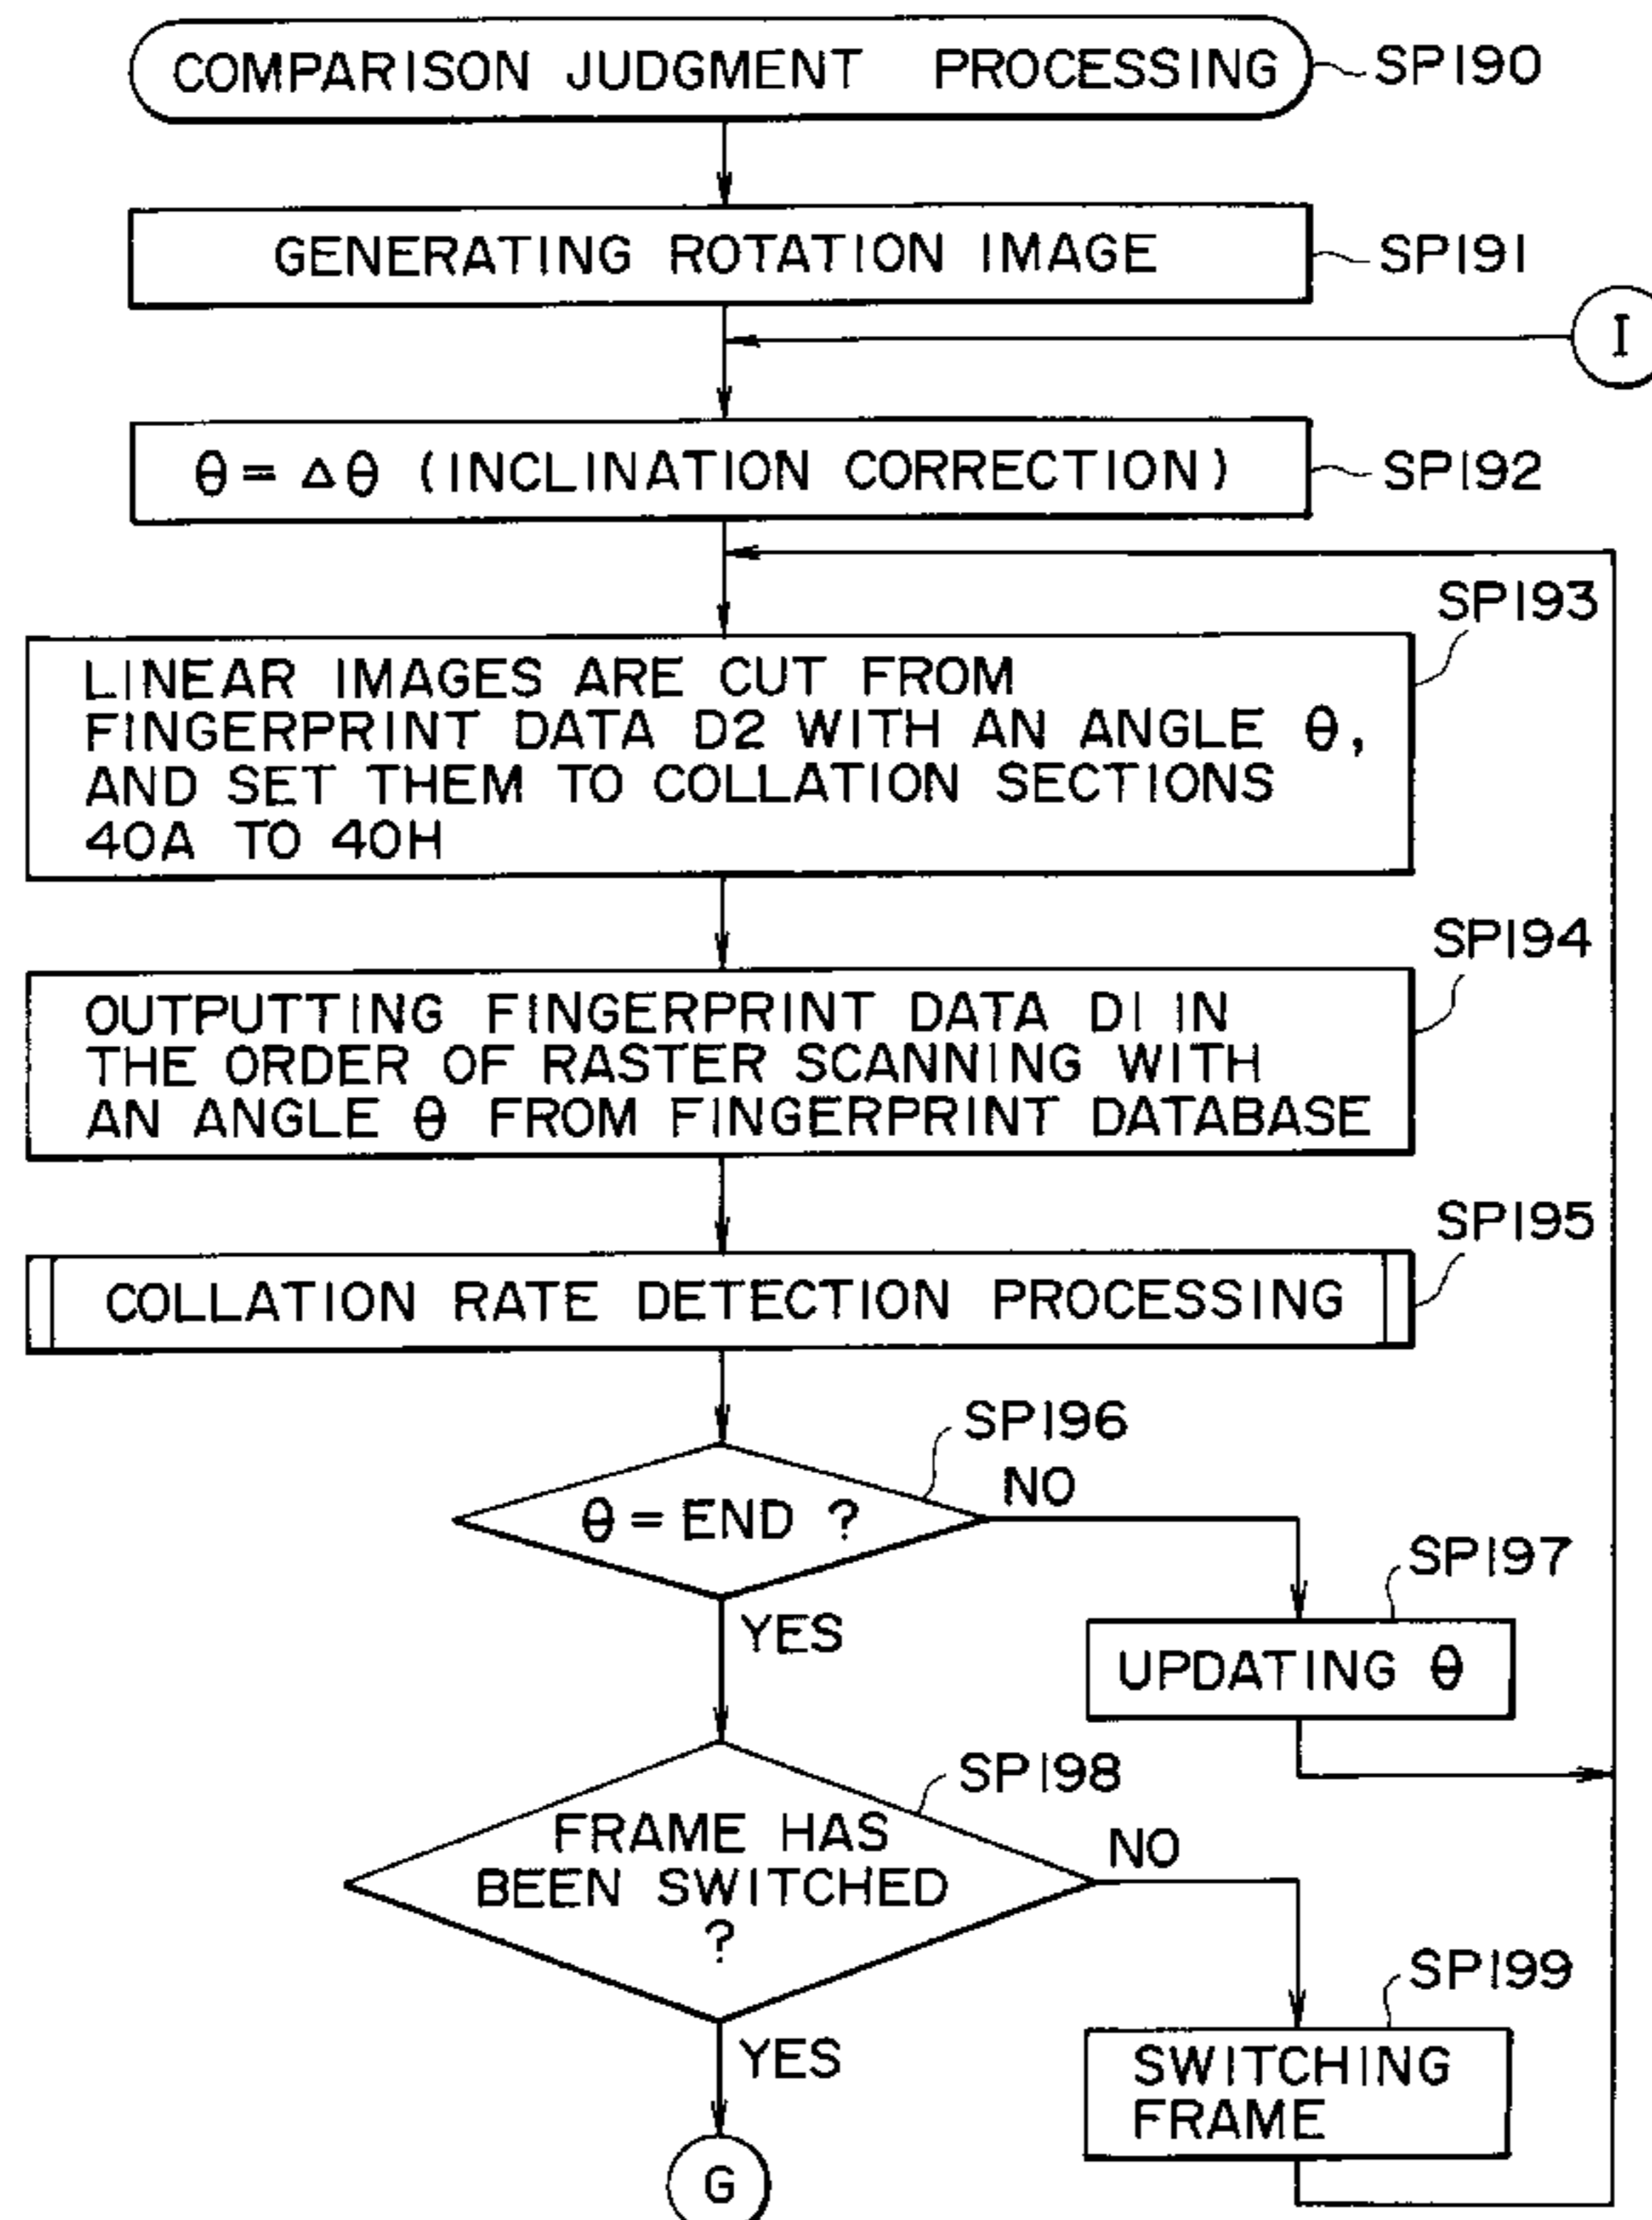 COMPARISON JUDGMENT PROCESSING
SP190
GENERATING ROTATION IMAGE
SP191
I
θ = Δθ (INCLINATION CORRECTION)
SP192
SP193
LINEAR IMAGES ARE CUT FROM
FINGERPRINT DATA D2 WITH AN ANGLE θ,
AND SET THEM TO COLLATION SECTIONS
40A TO 40H
SP194
OUTPUTTING FINGERPRINT DATA D1 IN
THE ORDER OF RASTER SCANNING WITH
AN ANGLE θ FROM FINGERPRINT DATABASE
SP195
COLLATION RATE DETECTION PROCESSING
SP196
θ = END ?
NO
YES
SP197
UPDATING θ
SP198
FRAME HAS
BEEN SWITCHED
?
NO
YES
SP199
SWITCHING
FRAME
G